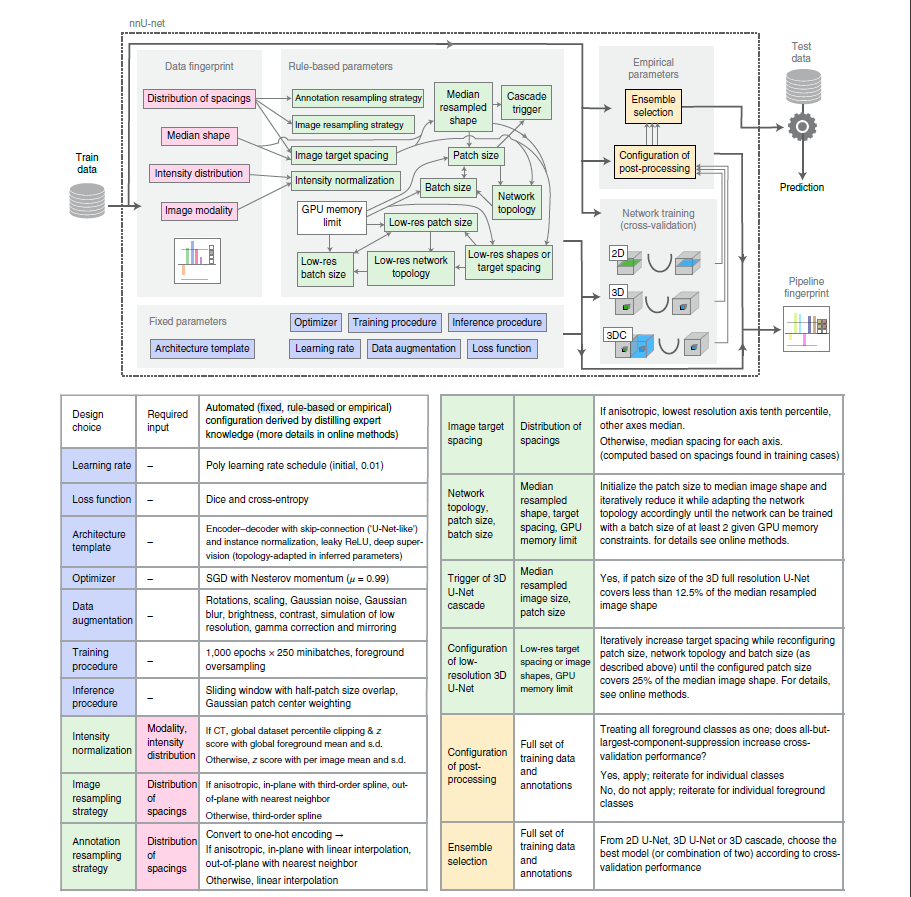 nnU-net
Data fingerprint
Distribution of spacings
Median shape
Intensity distribution
Image modality
Rule-based parameters
Annotation resampling strategy
Image resampling strategy
Image target spacing
Intensity normalization
GPU memory
limit
Low-res
batch size
Median
resampled
shape
Cascade
trigger
Patch size
Batch size
Network
topology
Low-res patch size
Low-res network
topology
Low-res shapes or
target spacing
Empirical
parameters
Ensemble
selection
Configuration of
post-processing
Network training
(cross-validation)
2D
3D
3DC
Train
data
Test
data
Prediction
Pipeline
fingerprint
Fixed parameters
Architecture template
Optimizer
Training procedure
Inference procedure
Learning rate
Data augmentation
Loss function
Design
choice
Required
input
Automated (fixed, rule-based or empirical)
configuration derived by distilling expert
knowledge (more details in online methods)
Learning rate
–
Poly learning rate schedule (initial, 0.01)
Loss function
–
Dice and cross-entropy
Architecture
template
–
Encoder–decoder with skip-connection ('U-Net-like')
and instance normalization, leaky ReLU, deep super-
vision (topology-adapted in inferred parameters)
Optimizer
–
SGD with Nesterov momentum (μ = 0.99)
Data
augmentation
–
Rotations, scaling, Gaussian noise, Gaussian
blur, brightness, contrast, simulation of low
resolution, gamma correction and mirroring
Training
procedure
–
1,000 epochs × 250 minibatches, foreground
oversampling
Inference
procedure
–
Sliding window with half-patch size overlap,
Gaussian patch center weighting
Intensity
normalization
Modality,
intensity
distribution
If CT, global dataset percentile clipping & z
score with global foreground mean and s.d.
Otherwise, z score with per image mean and s.d.
Image
resampling
strategy
Distribution
of
spacings
If anisotropic, in-plane with third-order spline, out-
of-plane with nearest neighbor
Otherwise, third-order spline
Annotation
resampling
strategy
Distribution
of
spacings
Convert to one-hot encoding →
If anisotropic, in-plane with linear interpolation,
out-of-plane with nearest neighbor
Otherwise, linear interpolation
Image target
spacing
Distribution of
spacings
If anisotropic, lowest resolution axis tenth percentile,
other axes median.
Otherwise, median spacing for each axis.
(computed based on spacings found in training cases)
Network
topology,
patch size,
batch size
Median
resampled
shape, target
spacing, GPU
memory limit
Initialize the patch size to median image shape and
iteratively reduce it while adapting the network
topology accordingly until the network can be trained
with a batch size of at least 2 given GPU memory
constraints. for details see online methods.
Trigger of 3D
U-Net
cascade
Median
resampled
image size,
patch size
Yes, if patch size of the 3D full resolution U-Net
covers less than 12.5% of the median resampled
image shape
Configuration
of low-
resolution 3D
U-Net
Low-res target
spacing or image
shapes, GPU
memory limit
Iteratively increase target spacing while reconfiguring
patch size, network topology and batch size (as
described above) until the configured patch size
covers 25% of the median image shape. For details,
see online methods.
Configuration
of post-
processing
Full set of
training data
and
annotations
Treating all foreground classes as one; does all-but-
largest-component-suppression increase cross-
validation performance?
Yes, apply; reiterate for individual classes
No, do not apply; reiterate for individual foreground
classes
Ensemble
selection
Full set of
training data
and
annotations
From 2D U-Net, 3D U-Net or 3D cascade, choose the
best model (or combination of two) according to cross-
validation performance